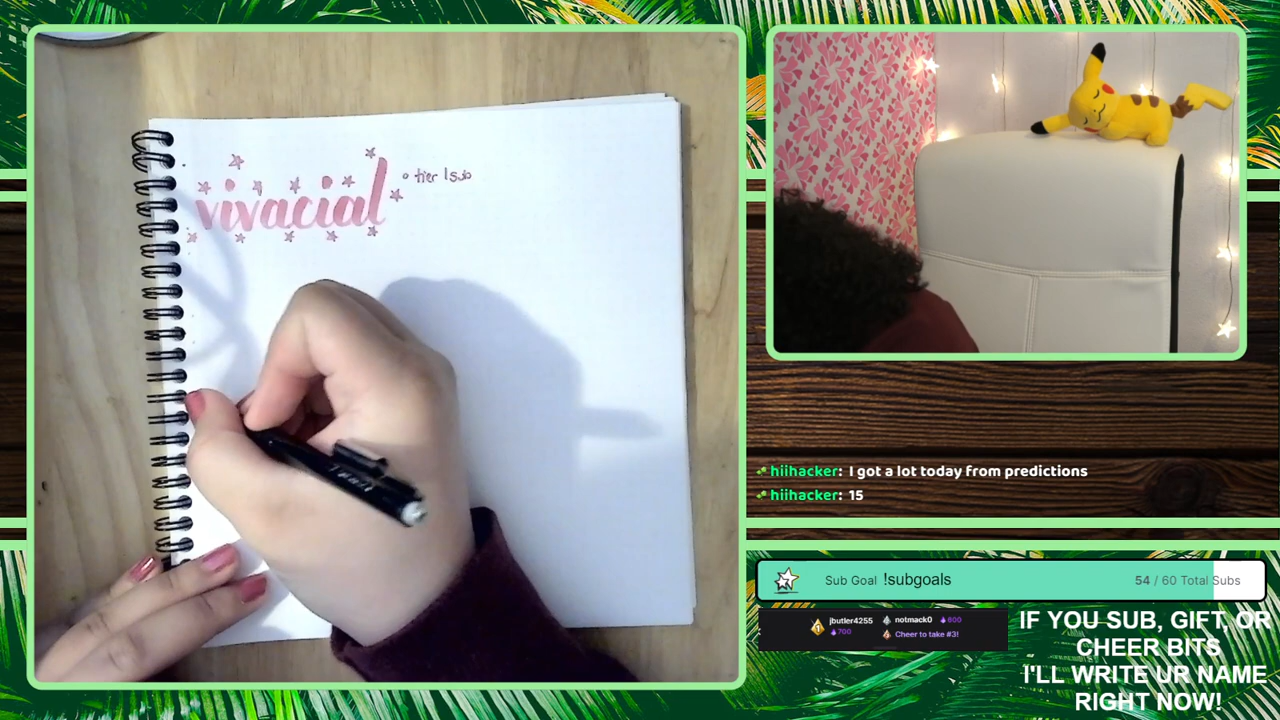 vivacial
tier 1 sub
hiihacker: I got a lot today from predictions
hiihacker: 15
Sub Goal !subgoals
54 / 60 Total Subs
1 jbutler4255
700
notmack0 600
Cheer to take #3!
IF YOU SUB, GIFT, OR
CHEER BITS
I'LL WRITE UR NAME
RIGHT NOW!